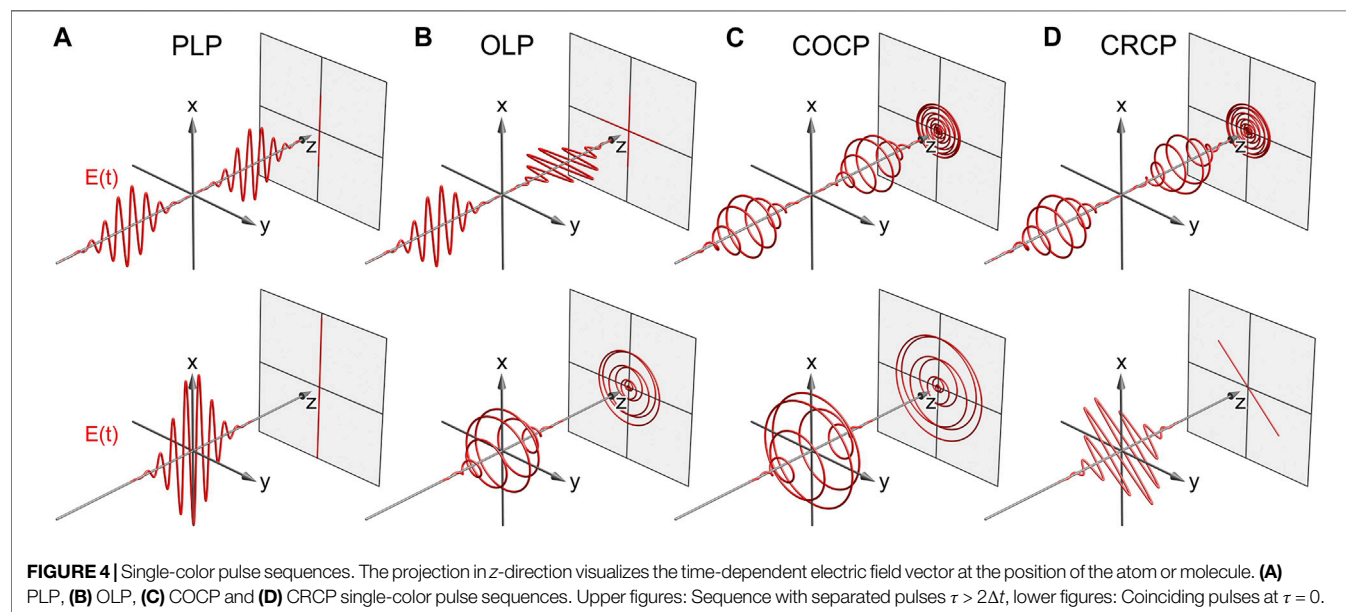 A PLP B OLP C COCP D CRCP
x x x x
z z z z
E(t)
y y y y
x x x x
z z z z
E(t)
y y y y
FIGURE 4 | Single-color pulse sequences. The projection in z-direction visualizes the time-dependent electric field vector at the position of the atom or molecule. (A)
PLP, (B) OLP, (C) COCP and (D) CRCP single-color pulse sequences. Upper figures: Sequence with separated pulses τ > 2Δt, lower figures: Coinciding pulses at τ = 0.